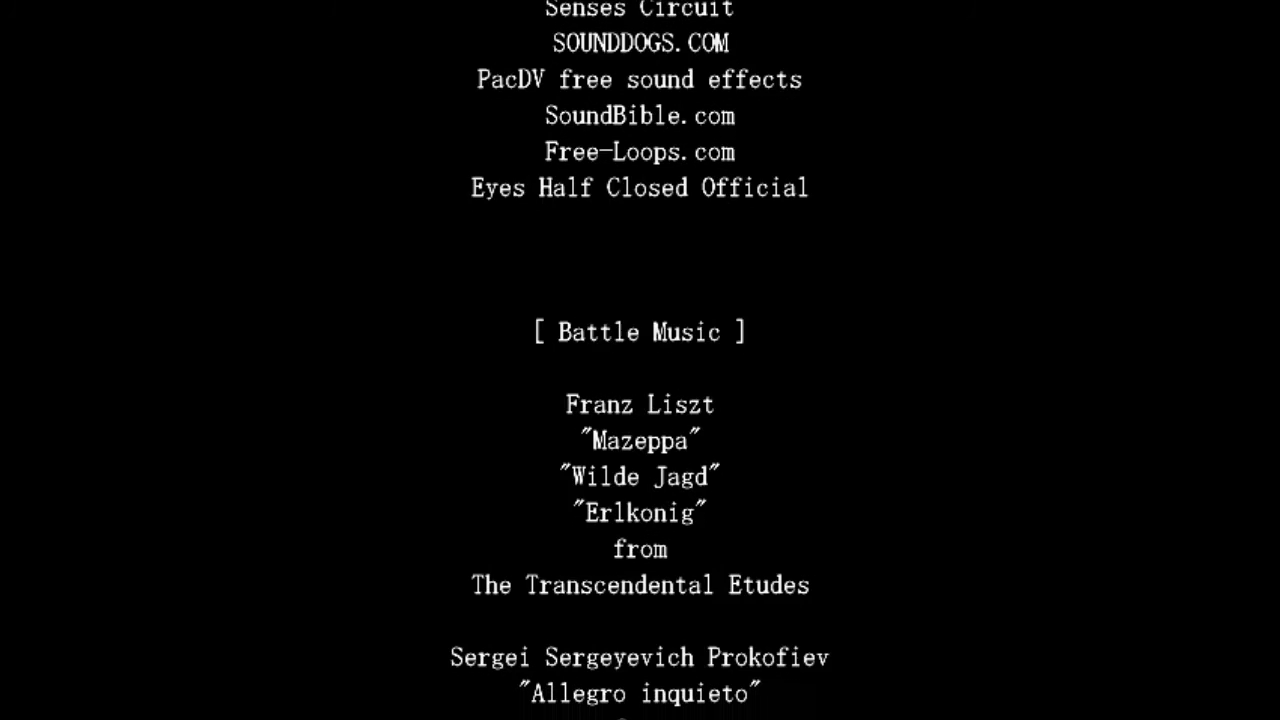 Senses Circuit
SOUNDDOGS.COM
PacDV free sound effects
SoundBible.com
Free-Loops.com
Eyes Half Closed Official
[ Battle Music ]
Franz Liszt
"Mazeppa"
"Wilde Jagd"
"Erlkonig"
from
The Transcendental Etudes
Sergei Sergeyevich Prokofiev
"Allegro inquieto"